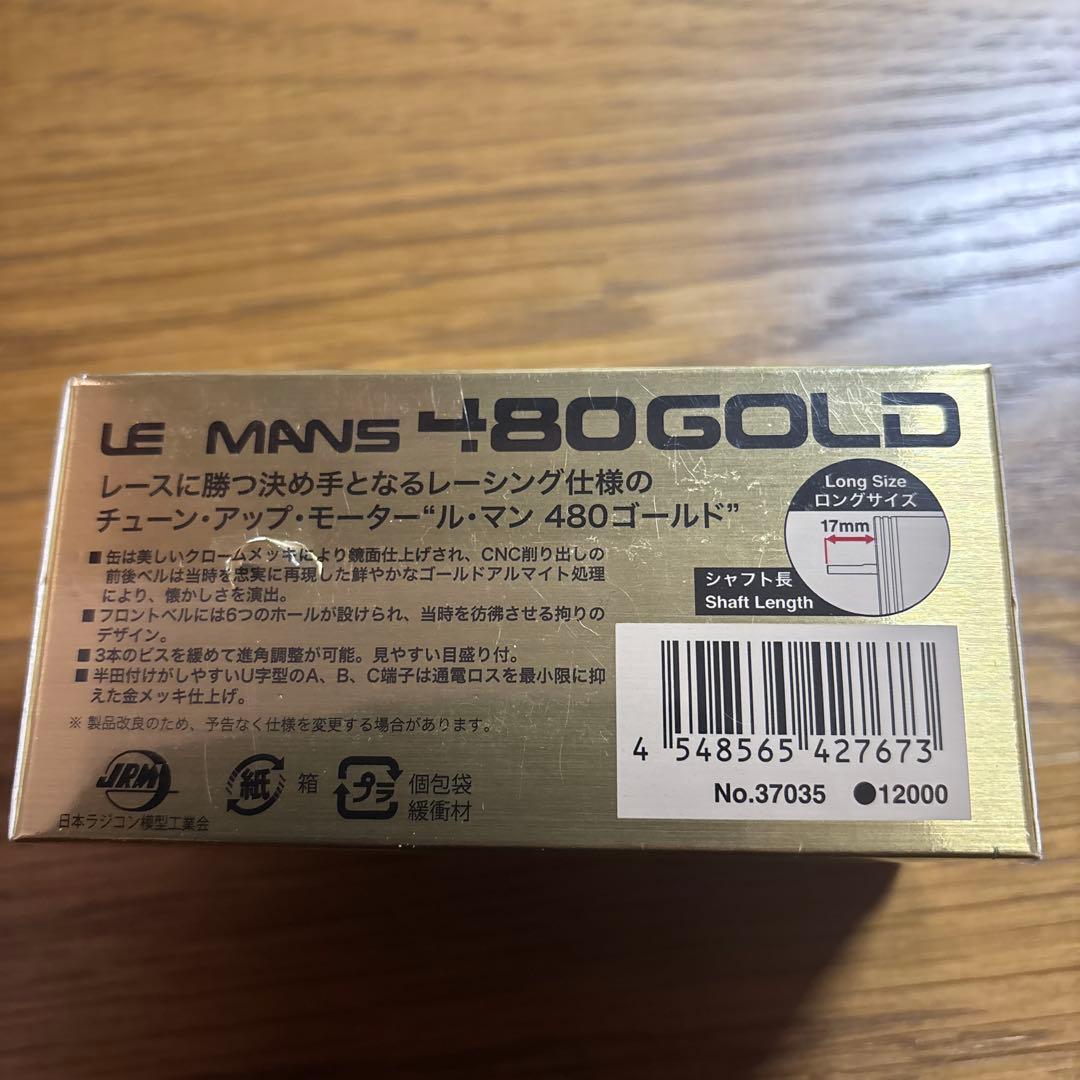 LE MANS 480GOLD
レースに勝つ決め手となるレーシング仕様の
チューン・アップ・モーター“ル・マン 480ゴールド”
■缶は美しいクロームメッキにより鏡面仕上げされ、CNC削り出しの
前後ベルは当時を忠実に再現した鮮やかなゴールドアルマイト処理
により、懐かしさを演出。
■フロントベルには6つのホールが設けられ、当時を彷彿させる拘りの
デザイン。
■3本のビスを緩めて進角調整が可能。見やすい目盛り付。
■半田付けがしやすいU字型のA、B、C端子は通電ロスを最小限に抑
えた金メッキ仕上げ。
※ 製品改良のため、予告なく仕様を変更する場合があります。
Long Size
ロングサイズ
17mm
シャフト長
Shaft Length
JRM
日本ラジコン模型工業会
紙
箱
プラ
個包袋
緩衝材
4 548565 427673
No.37035 ●12000